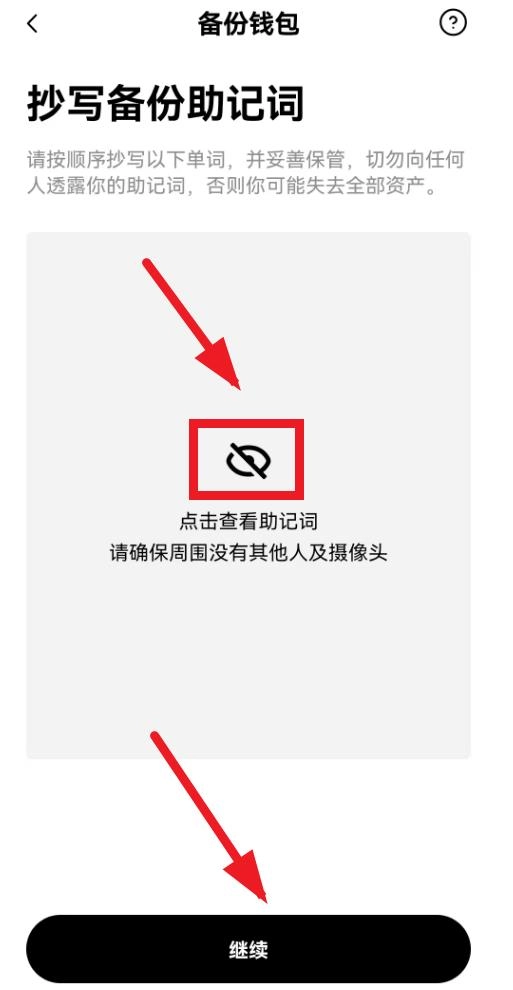 备份钱包
抄写备份助记词
请按顺序抄写以下单词，并妥善保管，切勿向任何
人透露你的助记词，否则你可能失去全部资产。
点击查看助记词
请确保周围没有其他人及摄像头
继续